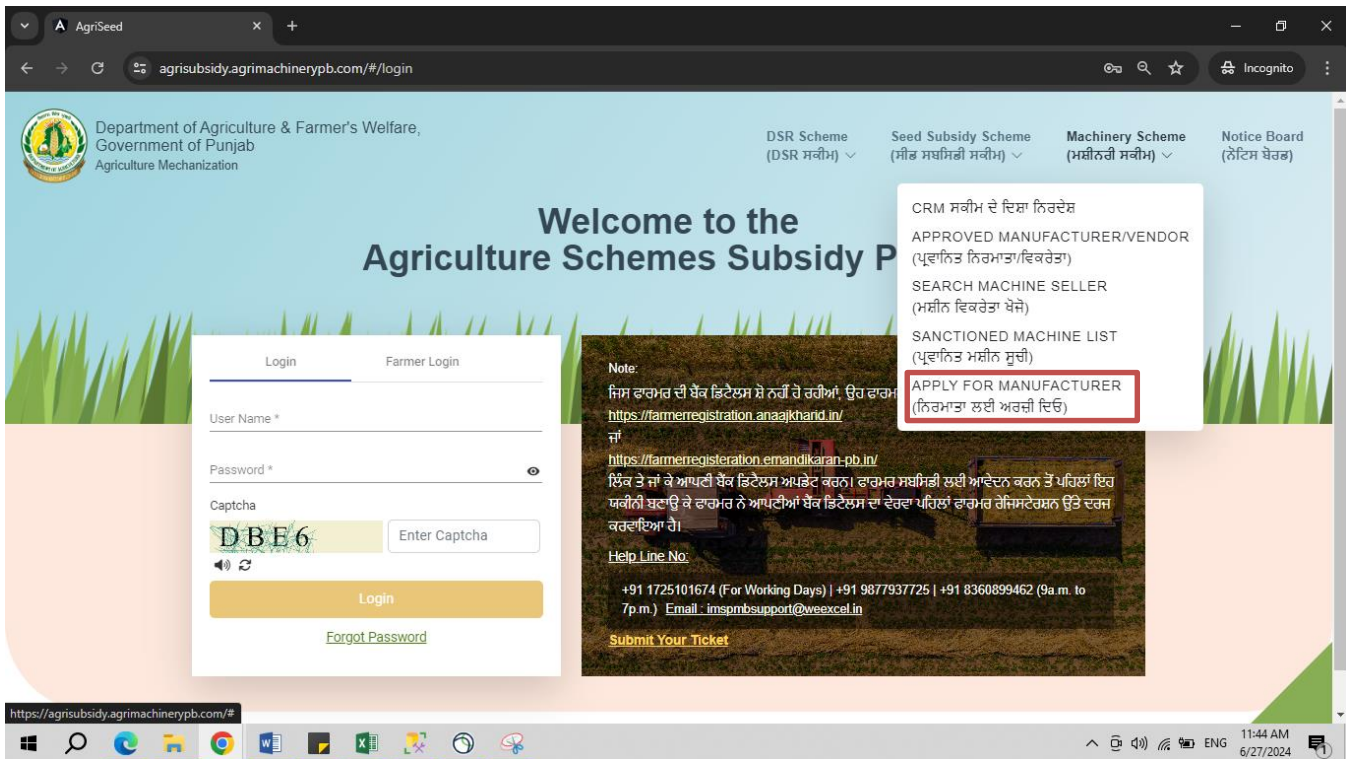 AgriSeed
agrisubsidy.agrimachinerypb.com/#/login
Incognito
Department of Agriculture & Farmer's Welfare,
Government of Punjab
Agriculture Mechanization
DSR Scheme
(DSR ਸਕੀਮ)
Seed Subsidy Scheme
(ਸੀਡ ਸਬਸਿਡੀ ਸਕੀਮ)
Machinery Scheme
(ਮਸ਼ੀਨਰੀ ਸਕੀਮ)
Notice Board
(ਨੋਟਿਸ ਬੋਰਡ)
CRM ਸਕੀਮ ਦੇ ਦਿਸ਼ਾ ਨਿਰਦੇਸ਼
APPROVED MANUFACTURER/VENDOR
(ਪ੍ਰਵਾਨਿਤ ਨਿਰਮਾਤਾ/ਵਿਕਰੇਤਾ)
SEARCH MACHINE SELLER
(ਮਸ਼ੀਨ ਵਿਕਰੇਤਾ ਖੋਜੋ)
SANCTIONED MACHINE LIST
(ਪ੍ਰਵਾਨਿਤ ਮਸ਼ੀਨ ਸੂਚੀ)
APPLY FOR MANUFACTURER
(ਨਿਰਮਾਤਾ ਲਈ ਅਰਜ਼ੀ ਦਿਓ)
Welcome to the
Agriculture Schemes Subsidy P
Login
Farmer Login
User Name *
Password *
Captcha
DBE6
Enter Captcha
Login
Forgot Password
Note:
ਜਿਸ ਫਾਰਮਰ ਦੀ ਬੈਂਕ ਡਿਟੈਲਸ ਸ਼ੋ ਨਹੀਂ ਹੋ ਰਹੀਆਂ, ਉਹ ਫਾਰਮ
https://farmerregistration.anaajkharid.in/
ਜਾਂ
https://farmerregisteration.emandikaran-pb.in/
ਲਿੰਕ ਤੇ ਜਾਂ ਕੇ ਆਪਣੀ ਬੈਂਕ ਡਿਟੈਲਸ ਅਪਡੇਟ ਕਰਨ। ਫਾਰਮਰ ਸਬਸਿਡੀ ਲਈ ਆਵੇਦਨ ਕਰਨ ਤੋਂ ਪਹਿਲਾਂ ਇਹ
ਯਕੀਨੀ ਬਣਾਉ ਕੇ ਫਾਰਮਰ ਨੇ ਆਪਣੀਆਂ ਬੈਂਕ ਡਿਟੈਲਸ ਦਾ ਵੇਰਵਾ ਪਹਿਲਾਂ ਫਾਰਮਰ ਰੇਜਿਸਟੇਰਸ਼ਨ ਉੱਤੇ ਦਰਜ
ਕਰਵਾਇਆ ਹੈ।
Help Line No:
+91 1725101674 (For Working Days) | +91 9877937725 | +91 8360899462 (9a.m. to
7p.m.) Email : imspmbsupport@weexcel.in
Submit Your Ticket
https://agrisubsidy.agrimachinerypb.com/#
ENG
11:44 AM
6/27/2024